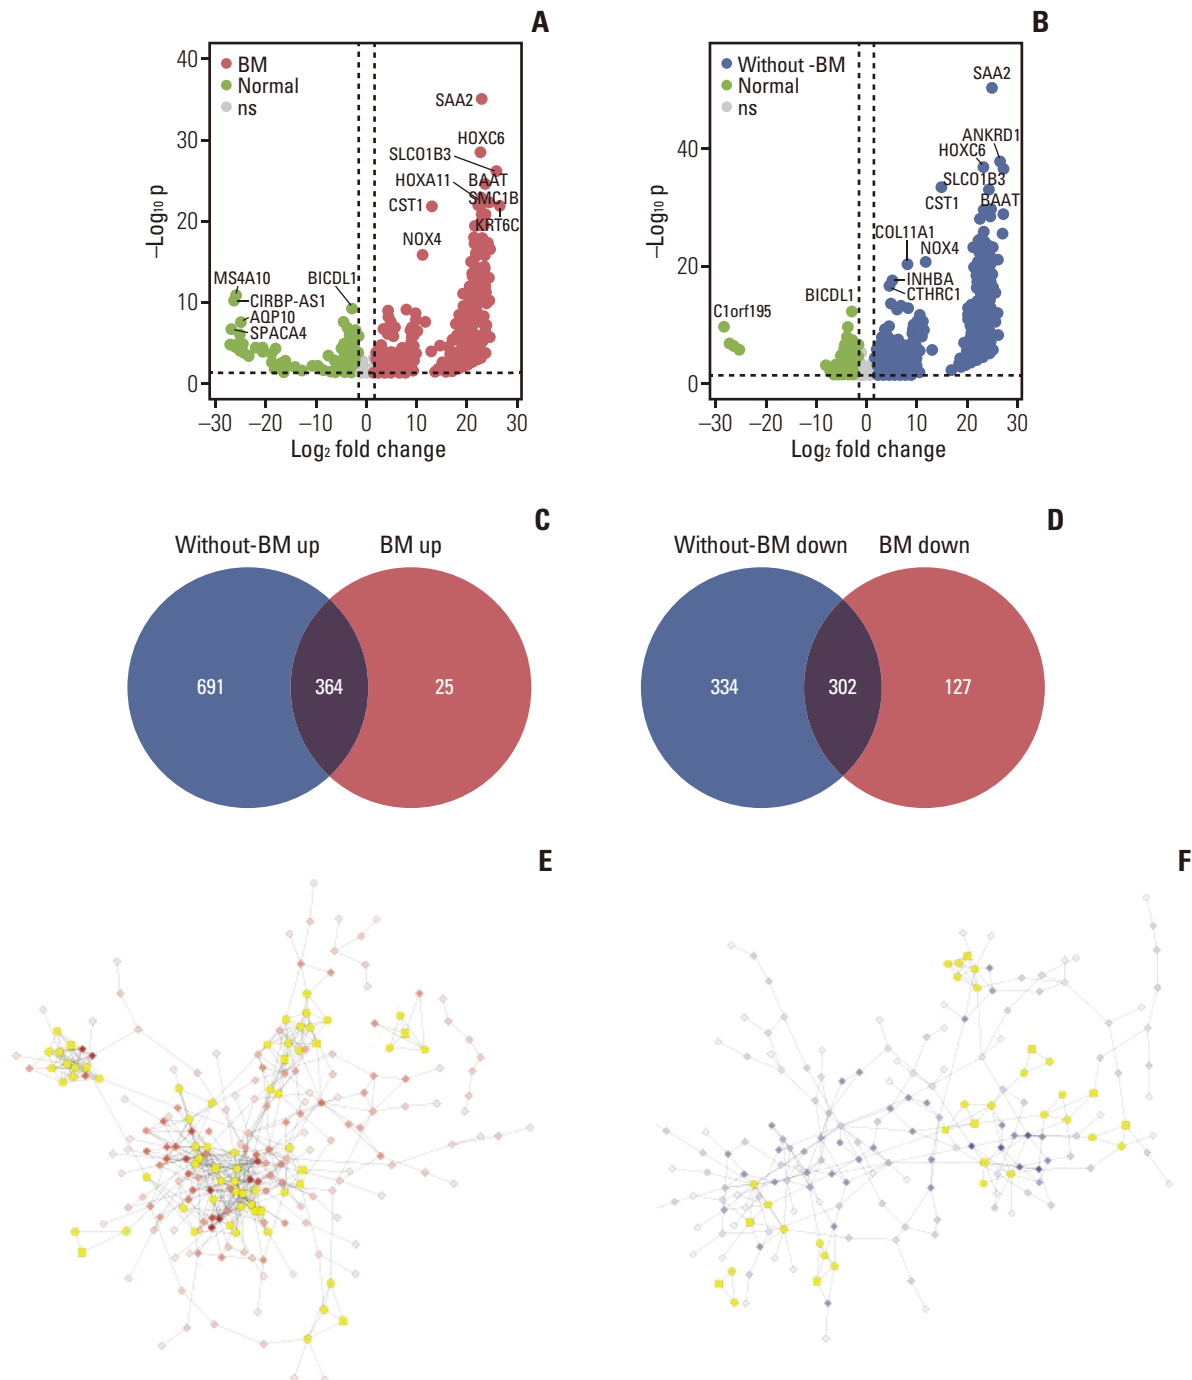 A
BM
Normal
ns
SAA2
HOXC6
SLCO1B3
BAAT
HOXA11
SMC1B
CST1
KRT6C
NOX4
MS4A10
BICDL1
CIRBP-AS1
AQP10
SPACA4
40
30
20
10
0
–Log10 p
–30 –20 –10 0 10 20 30
Log2 fold change
B
Without -BM
Normal
ns
SAA2
ANKRD1
HOXC6
SLCO1B3
CST1
BAAT
COL11A1
NOX4
INHBA
CTHRC1
BICDL1
C1orf195
40
20
0
–Log10 p
–30 –20 –10 0 10 20 30
Log2 fold change
C
Without-BM up BM up
691 364 25
D
Without-BM down BM down
334 302 127
E
F